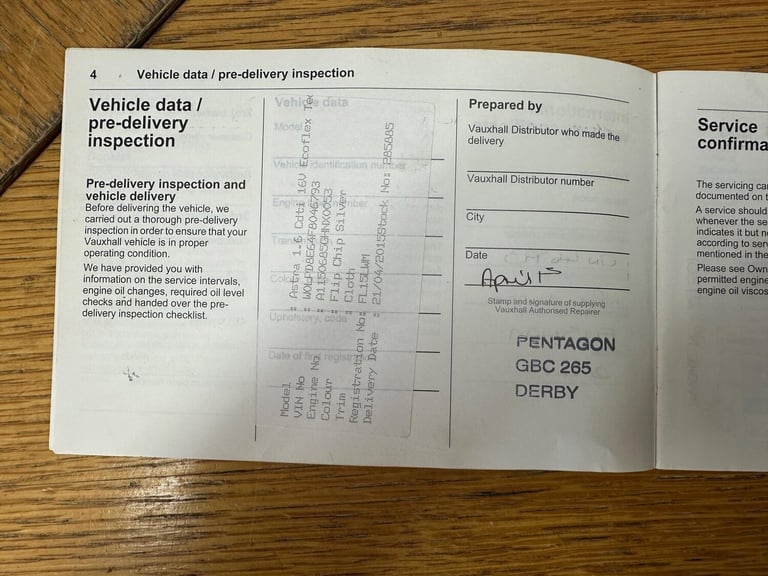 4 Vehicle data / pre-delivery inspection
Vehicle data /
pre-delivery
inspection
Pre-delivery inspection and
vehicle delivery
Before delivering the vehicle, we
carried out a thorough pre-delivery
inspection in order to ensure that your
Vauxhall vehicle is in proper
operating condition.
We have provided you with
information on the service intervals,
engine oil changes, required oil level
checks and handed over the pre-
delivery inspection checklist.
Vehicle data
Model
Vehicle identification number
Engine number
Colour
Upholstery, code
Date of first registration
Model : Astra 1.6 Cdti 16V Ecoflex Te
VIN No : W0LPD8E64F8046793
Engine No : A1150685GHNX0053
Colour : Flip Chip Silver
Trim : Cloth
Registration No: FL15LWM
Delivery Date : 21/04/2015Stock No: 285885
Prepared by
Vauxhall Distributor who made the
delivery
Vauxhall Distributor number
City
Date
April 15
Stamp and signature of supplying
Vauxhall Authorised Repairer
PENTAGON
GBC 265
DERBY
Service
confirma
The servicing ca
documented on t
A service should
whenever the se
indicates it but n
according to serv
mentioned in the
Please see Own
permitted engine
engine oil viscos